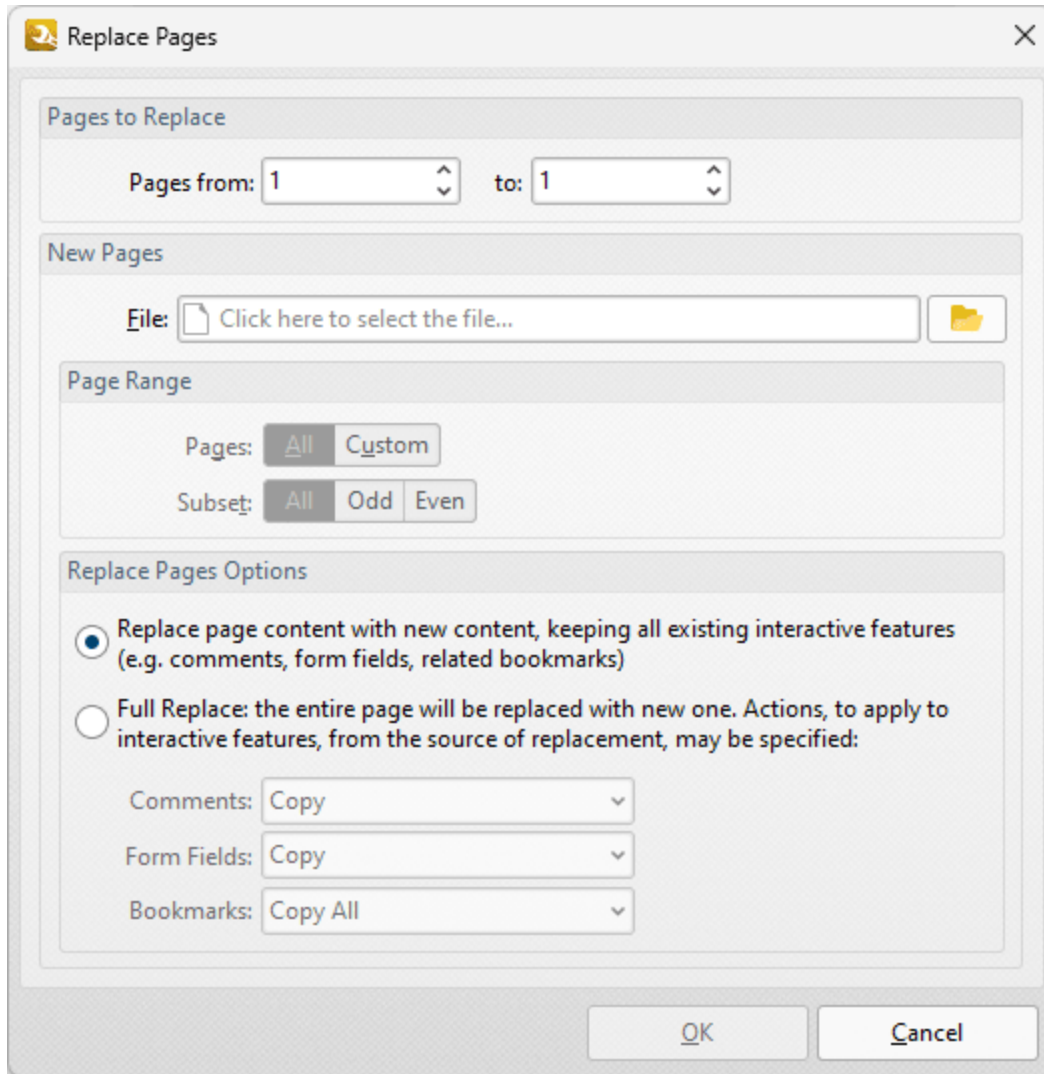 Replace Pages
Pages to Replace
Pages from: 1 to: 1
New Pages
File: Click here to select the file...
Page Range
Pages: All Custom
Subset: All Odd Even
Replace Pages Options
Replace page content with new content, keeping all existing interactive features
(e.g. comments, form fields, related bookmarks)
Full Replace: the entire page will be replaced with new one. Actions, to apply to
interactive features, from the source of replacement, may be specified:
Comments: Copy
Form Fields: Copy
Bookmarks: Copy All
OK Cancel